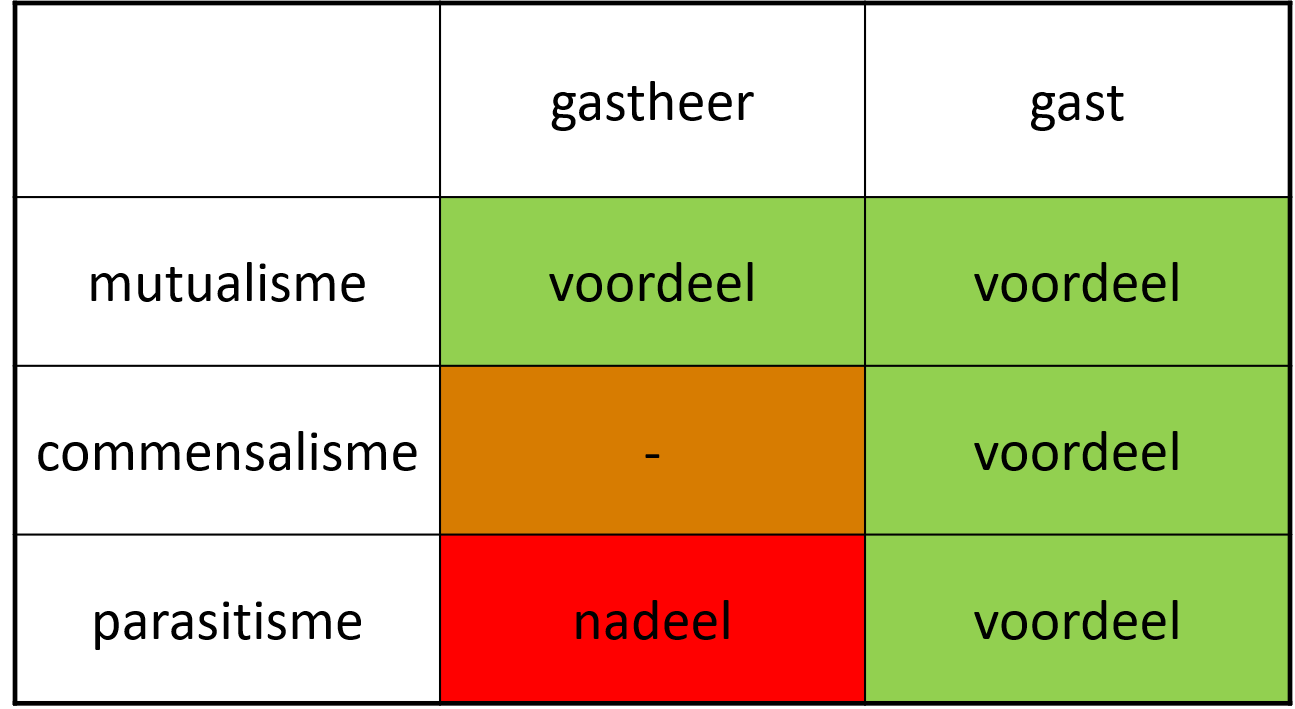 gastheer gast
mutualisme voordeel voordeel
commensalisme - voordeel
parasitisme nadeel voordeel